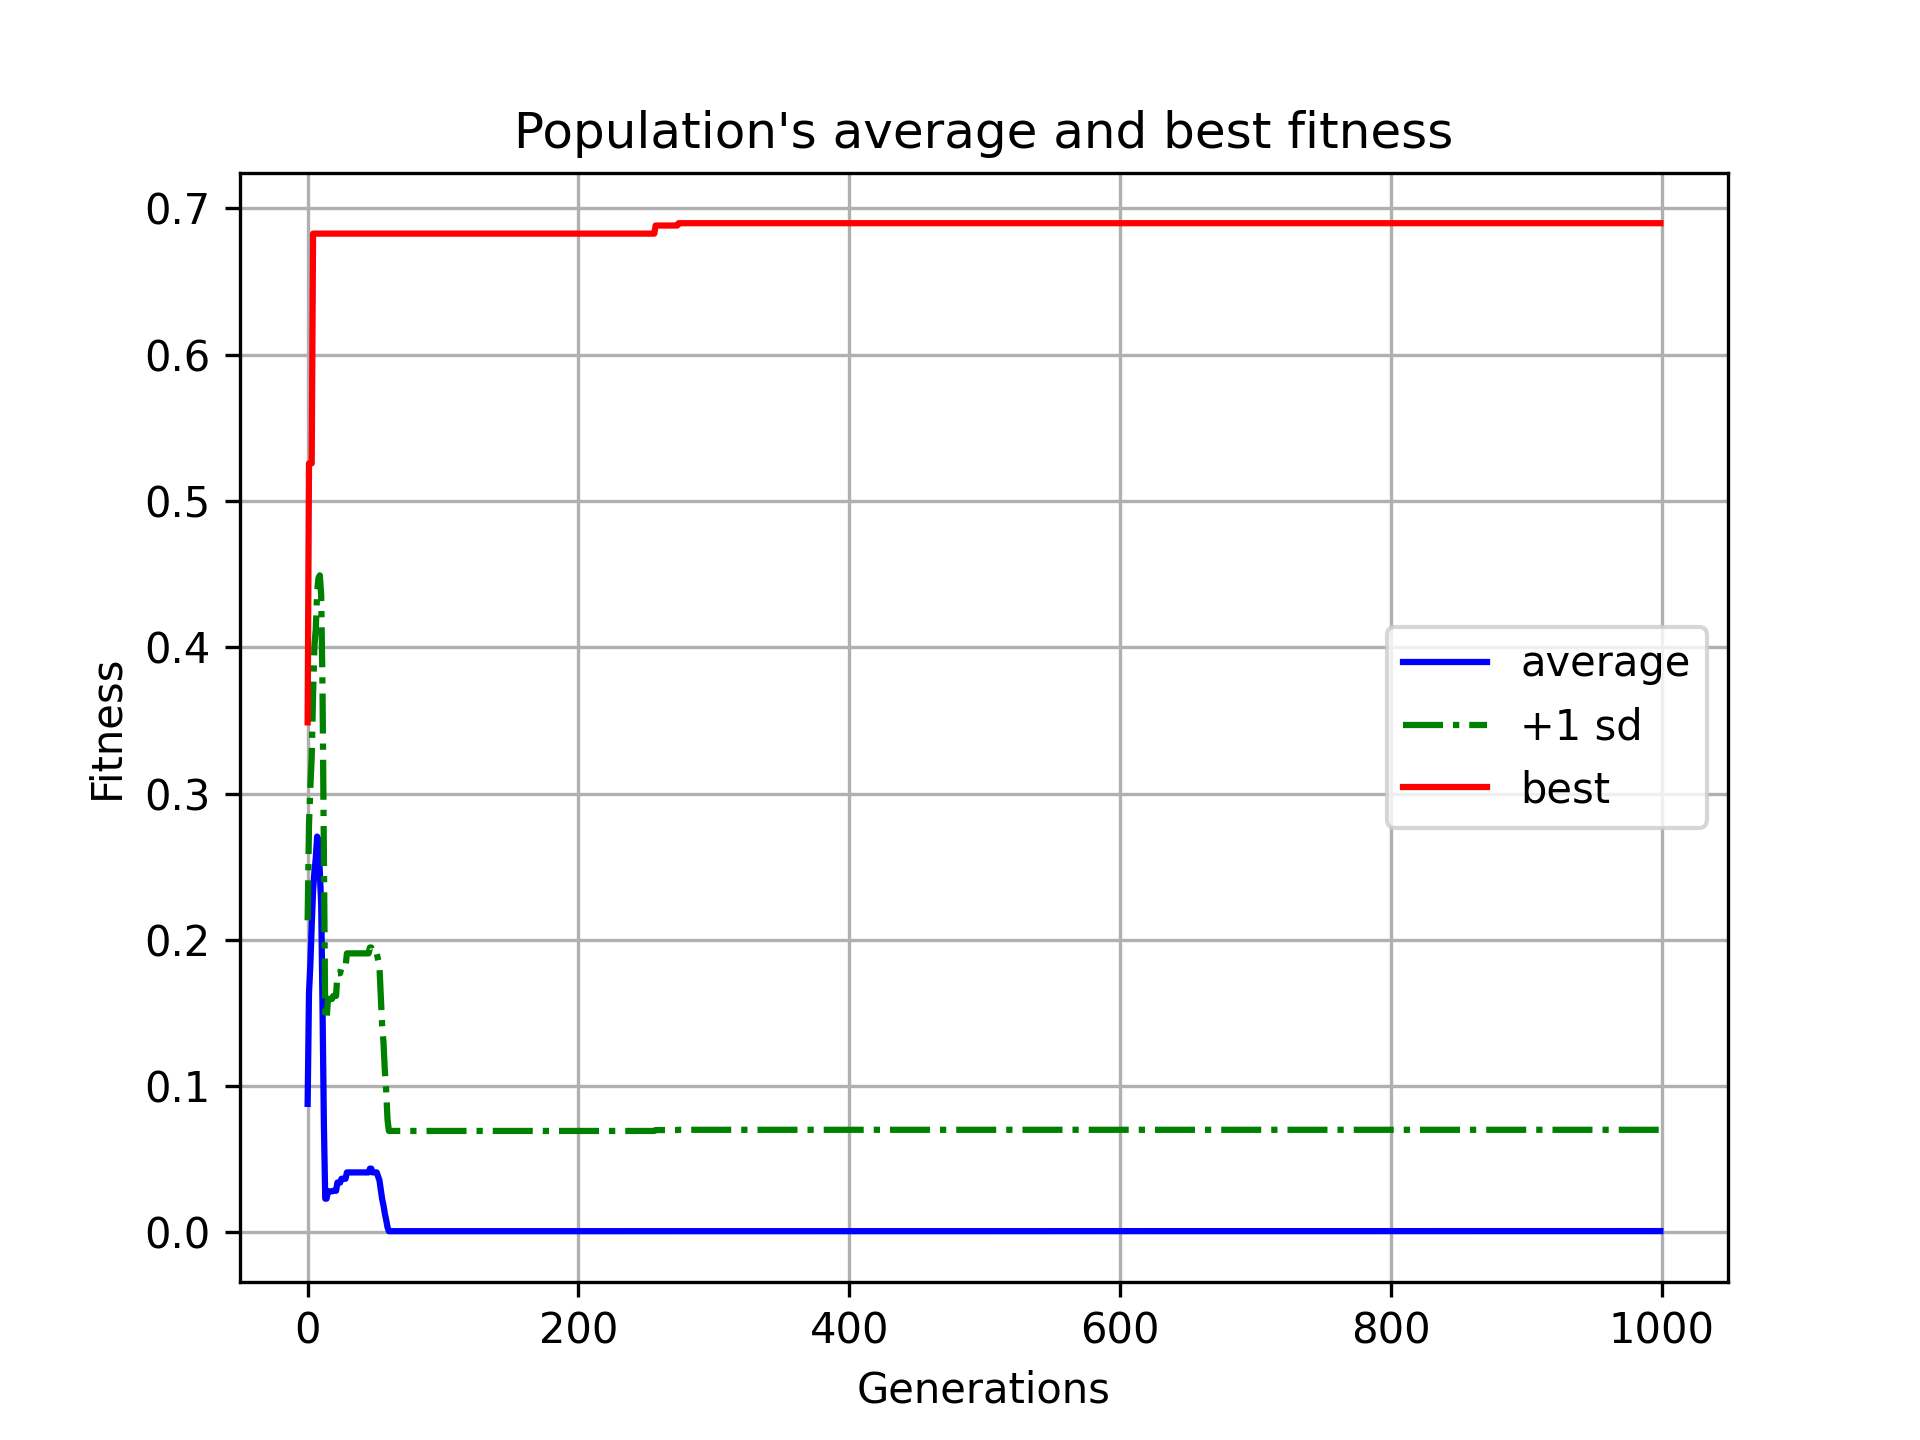 Population's average and best fitness
0.7
0.6
0.5
0.4
0.3
0.2
0.1
0.0
Fitness
average
+1 sd
best
0 200 400 600 800 1000
Generations